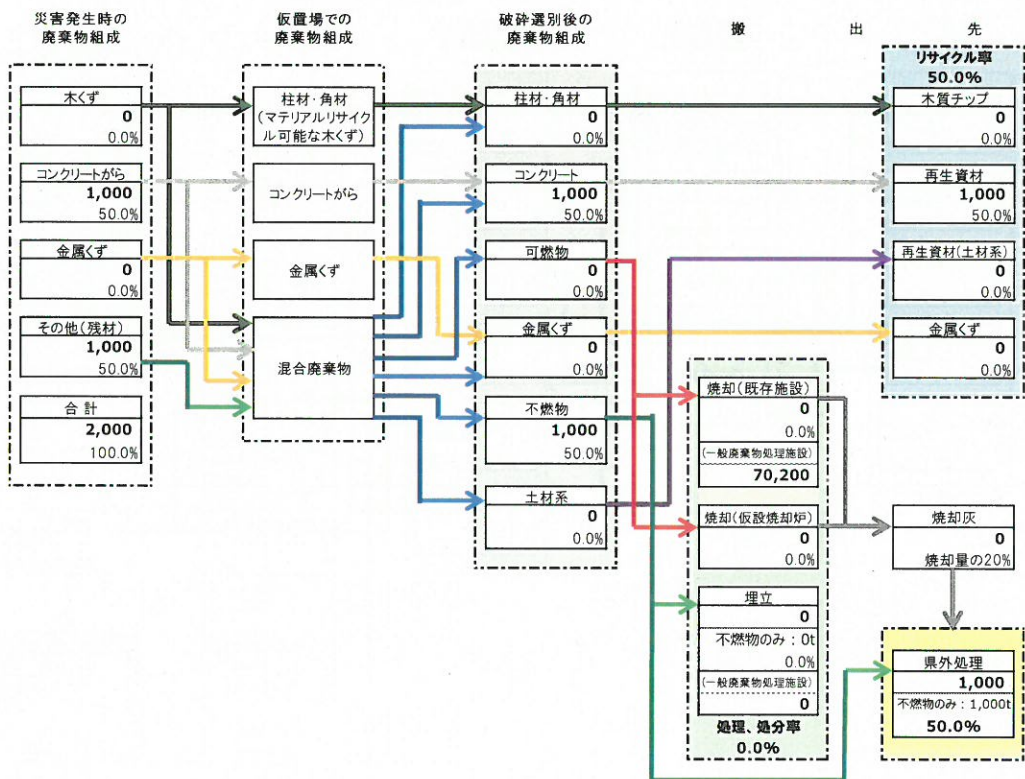 災害発生時の
廃棄物組成
木くず
0
0.0%
コンクリートがら
1,000
50.0%
金属くず
0
0.0%
その他(残材)
1,000
50.0%
合計
2,000
100.0%
仮置場での
廃棄物組成
柱材・角材
(マテリアルリサイク
ル可能な木くず)
コンクリートがら
金属くず
混合廃棄物
破砕選別後の
廃棄物組成
柱材・角材
0
0.0%
コンクリート
1,000
50.0%
可燃物
0
0.0%
金属くず
0
0.0%
不燃物
1,000
50.0%
土材系
0
0.0%
搬 出 先
焼却(既存施設)
0
0.0%
(一般廃棄物処理施設)
70,200
焼却(仮設焼却炉)
0
0.0%
埋立
0
不燃物のみ:0t
0.0%
(一般廃棄物処理施設)
0
処理、処分率
0.0%
リサイクル率
50.0%
木質チップ
0
0.0%
再生資材
1,000
50.0%
再生資材(土材系)
0
0.0%
金属くず
0
0.0%
焼却灰
0
焼却量の20%
県外処理
1,000
不燃物のみ:1,000t
50.0%